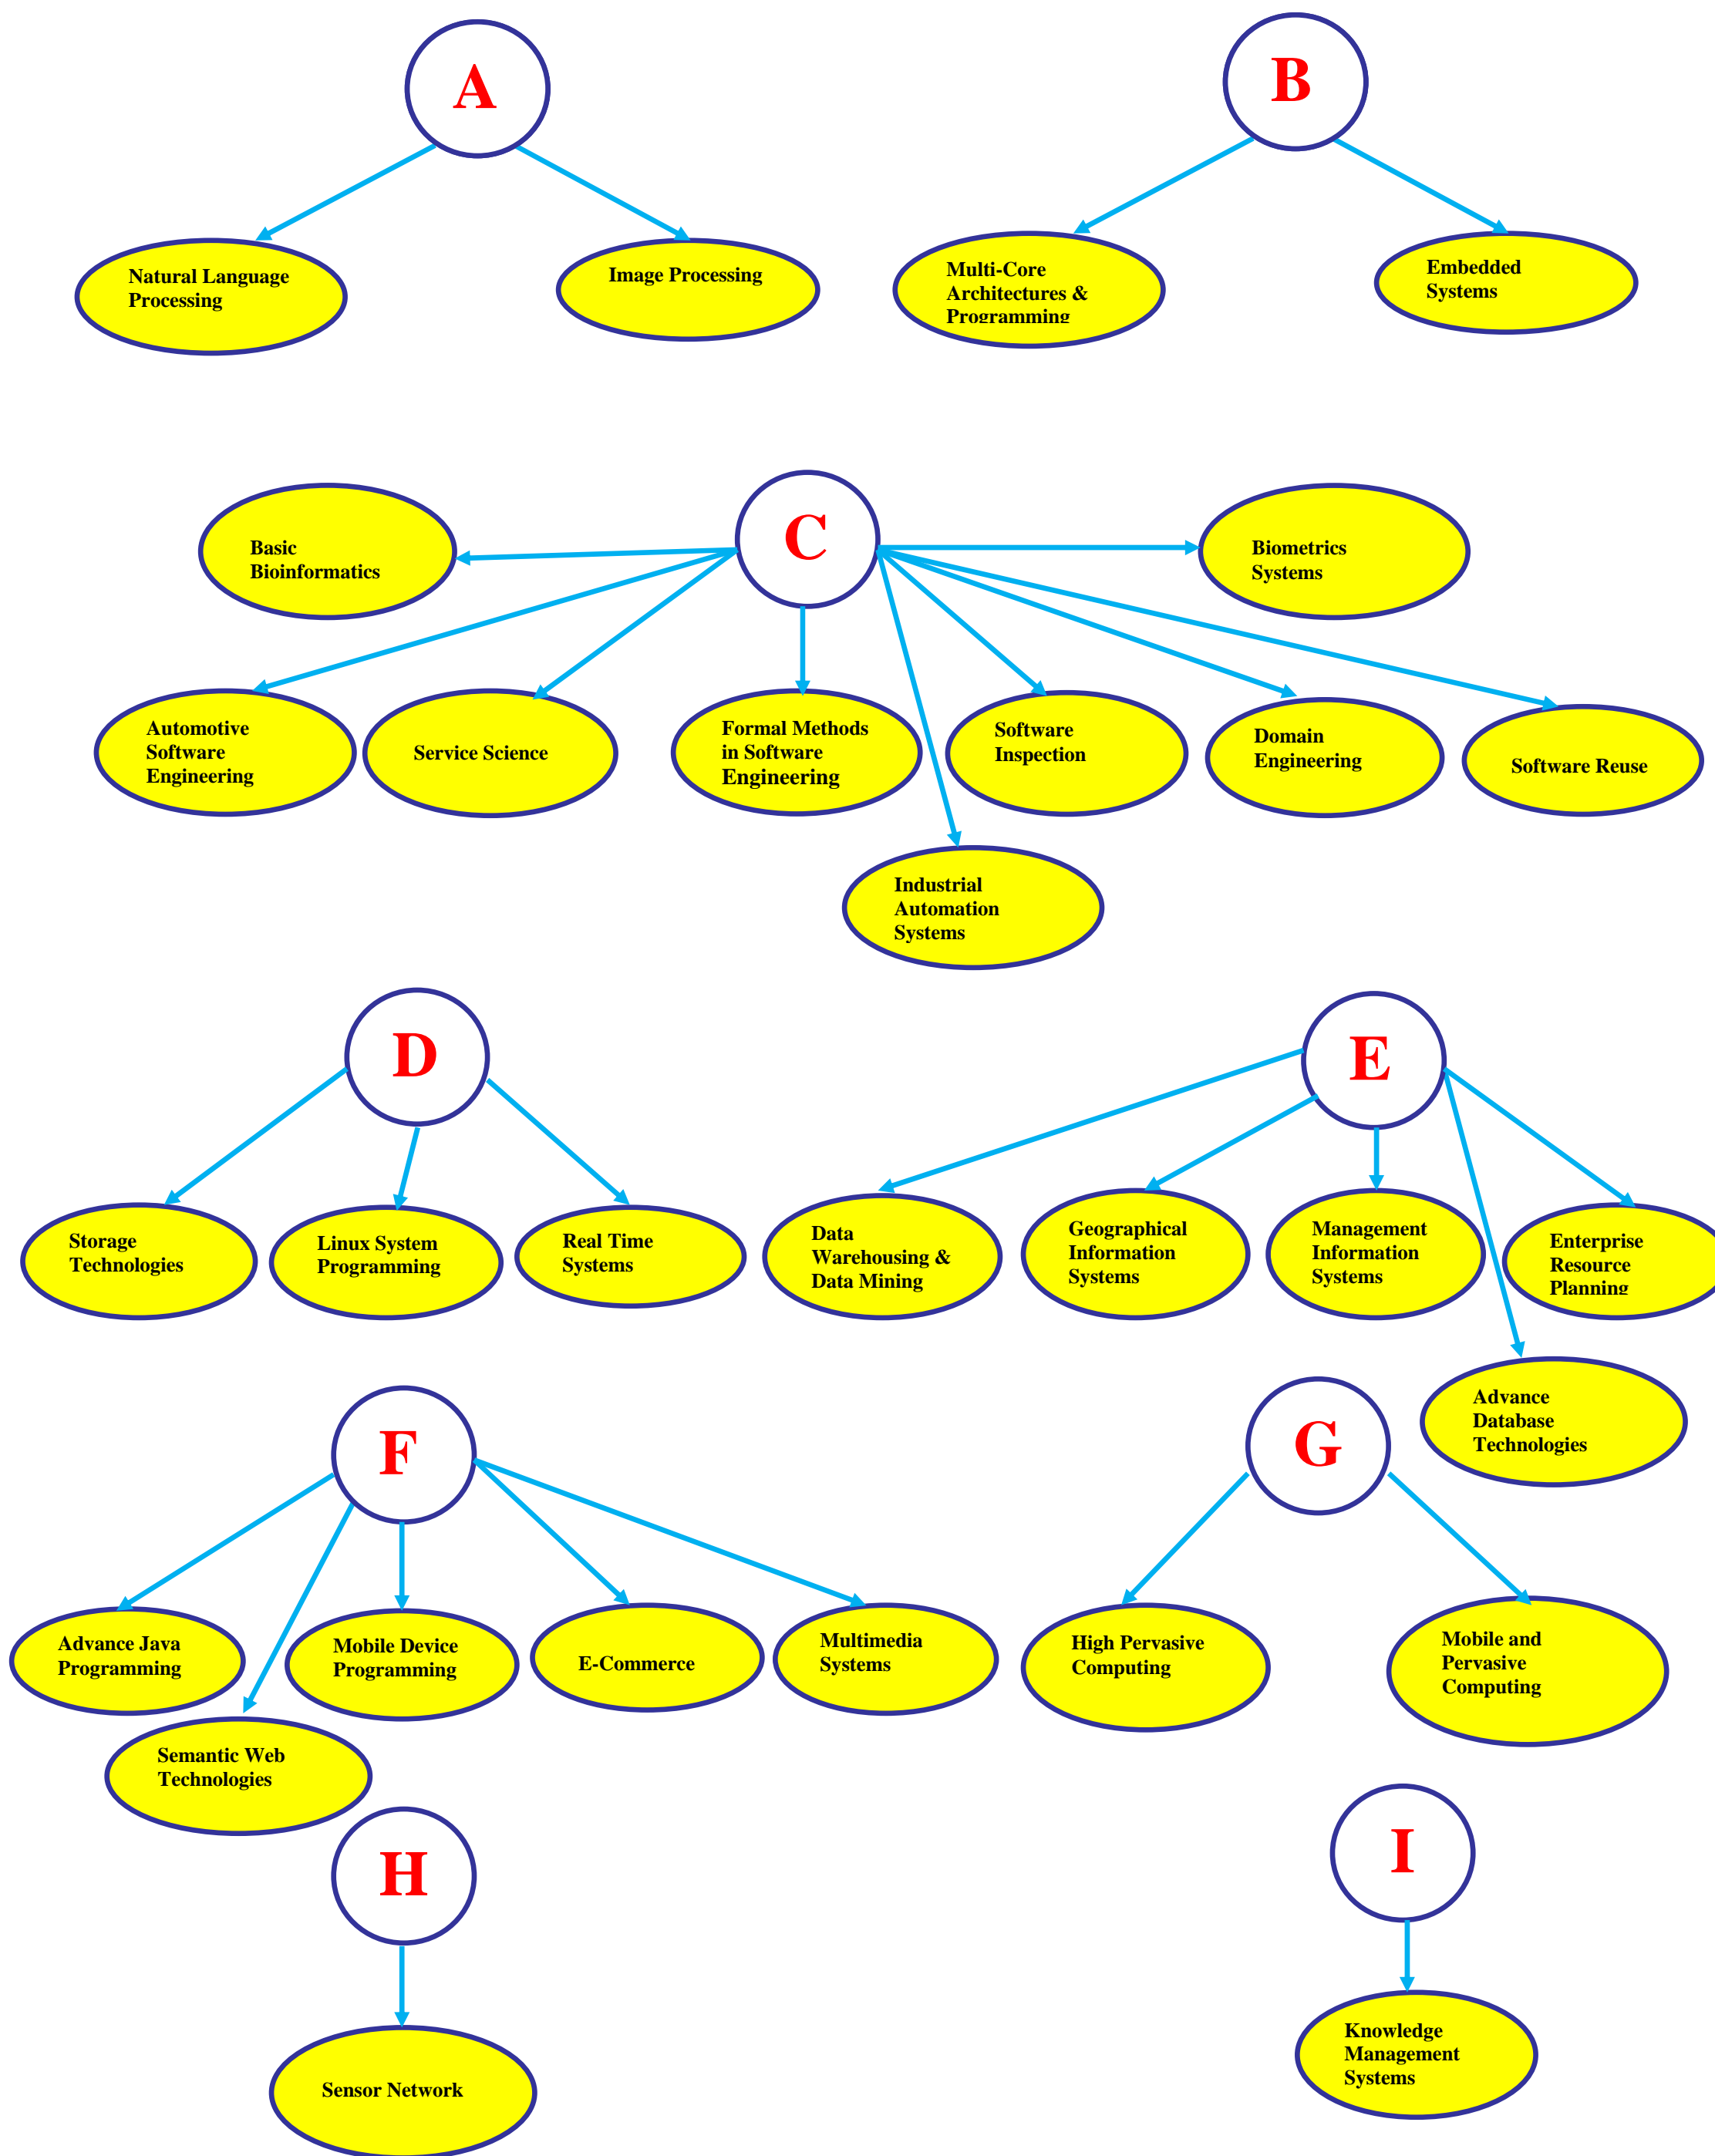 A
B
Natural Language
Processing
Image Processing
Multi-Core
Architectures &
Programming
Embedded
Systems
C
Basic
Bioinformatics
Biometrics
Systems
Automotive
Software
Engineering
Service Science
Formal Methods
in Software
Engineering
Software
Inspection
Domain
Engineering
Software Reuse
Industrial
Automation
Systems
D
E
Storage
Technologies
Linux System
Programming
Real Time
Systems
Data
Warehousing &
Data Mining
Geographical
Information
Systems
Management
Information
Systems
Enterprise
Resource
Planning
Advance
Database
Technologies
F
G
Advance Java
Programming
Mobile Device
Programming
E-Commerce
Multimedia
Systems
High Pervasive
Computing
Mobile and
Pervasive
Computing
Semantic Web
Technologies
H
I
Sensor Network
Knowledge
Management
Systems